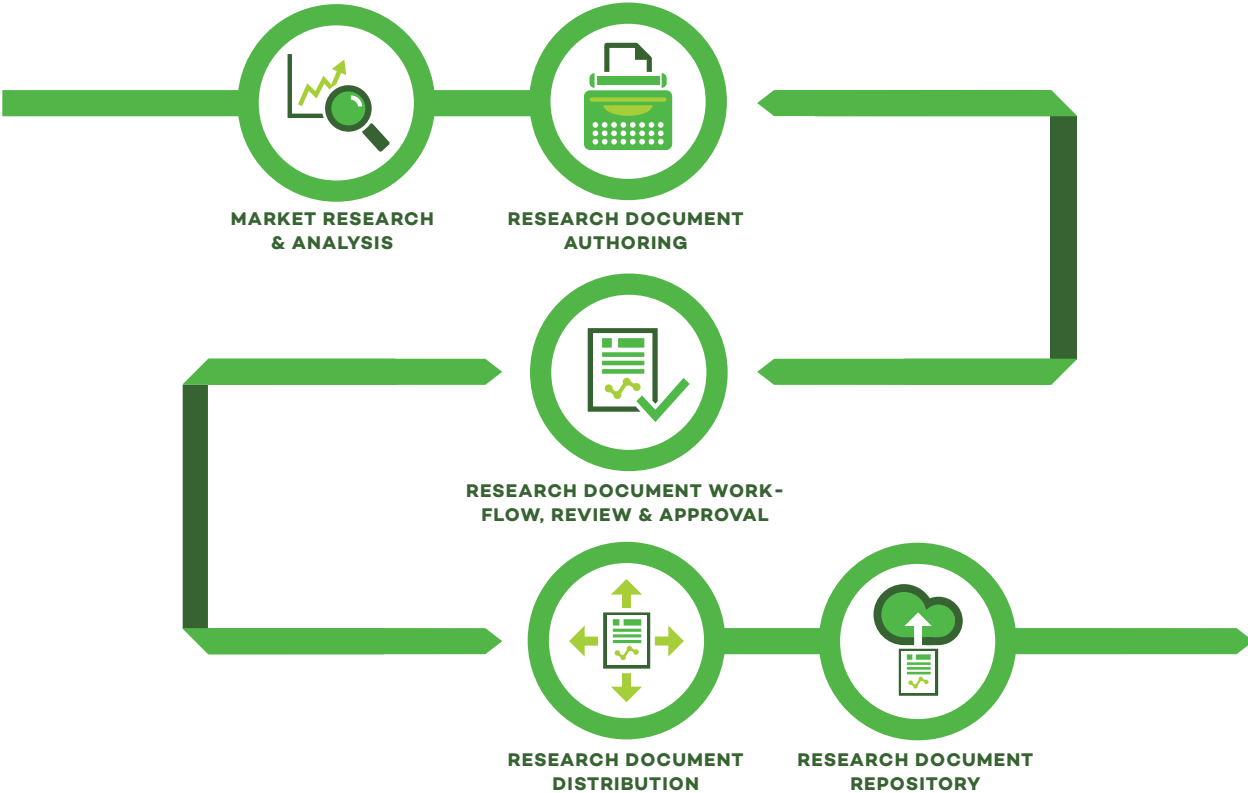 MARKET RESEARCH
& ANALYSIS
RESEARCH DOCUMENT
AUTHORING
RESEARCH DOCUMENT WORK-
FLOW, REVIEW & APPROVAL
RESEARCH DOCUMENT
DISTRIBUTION
RESEARCH DOCUMENT
REPOSITORY